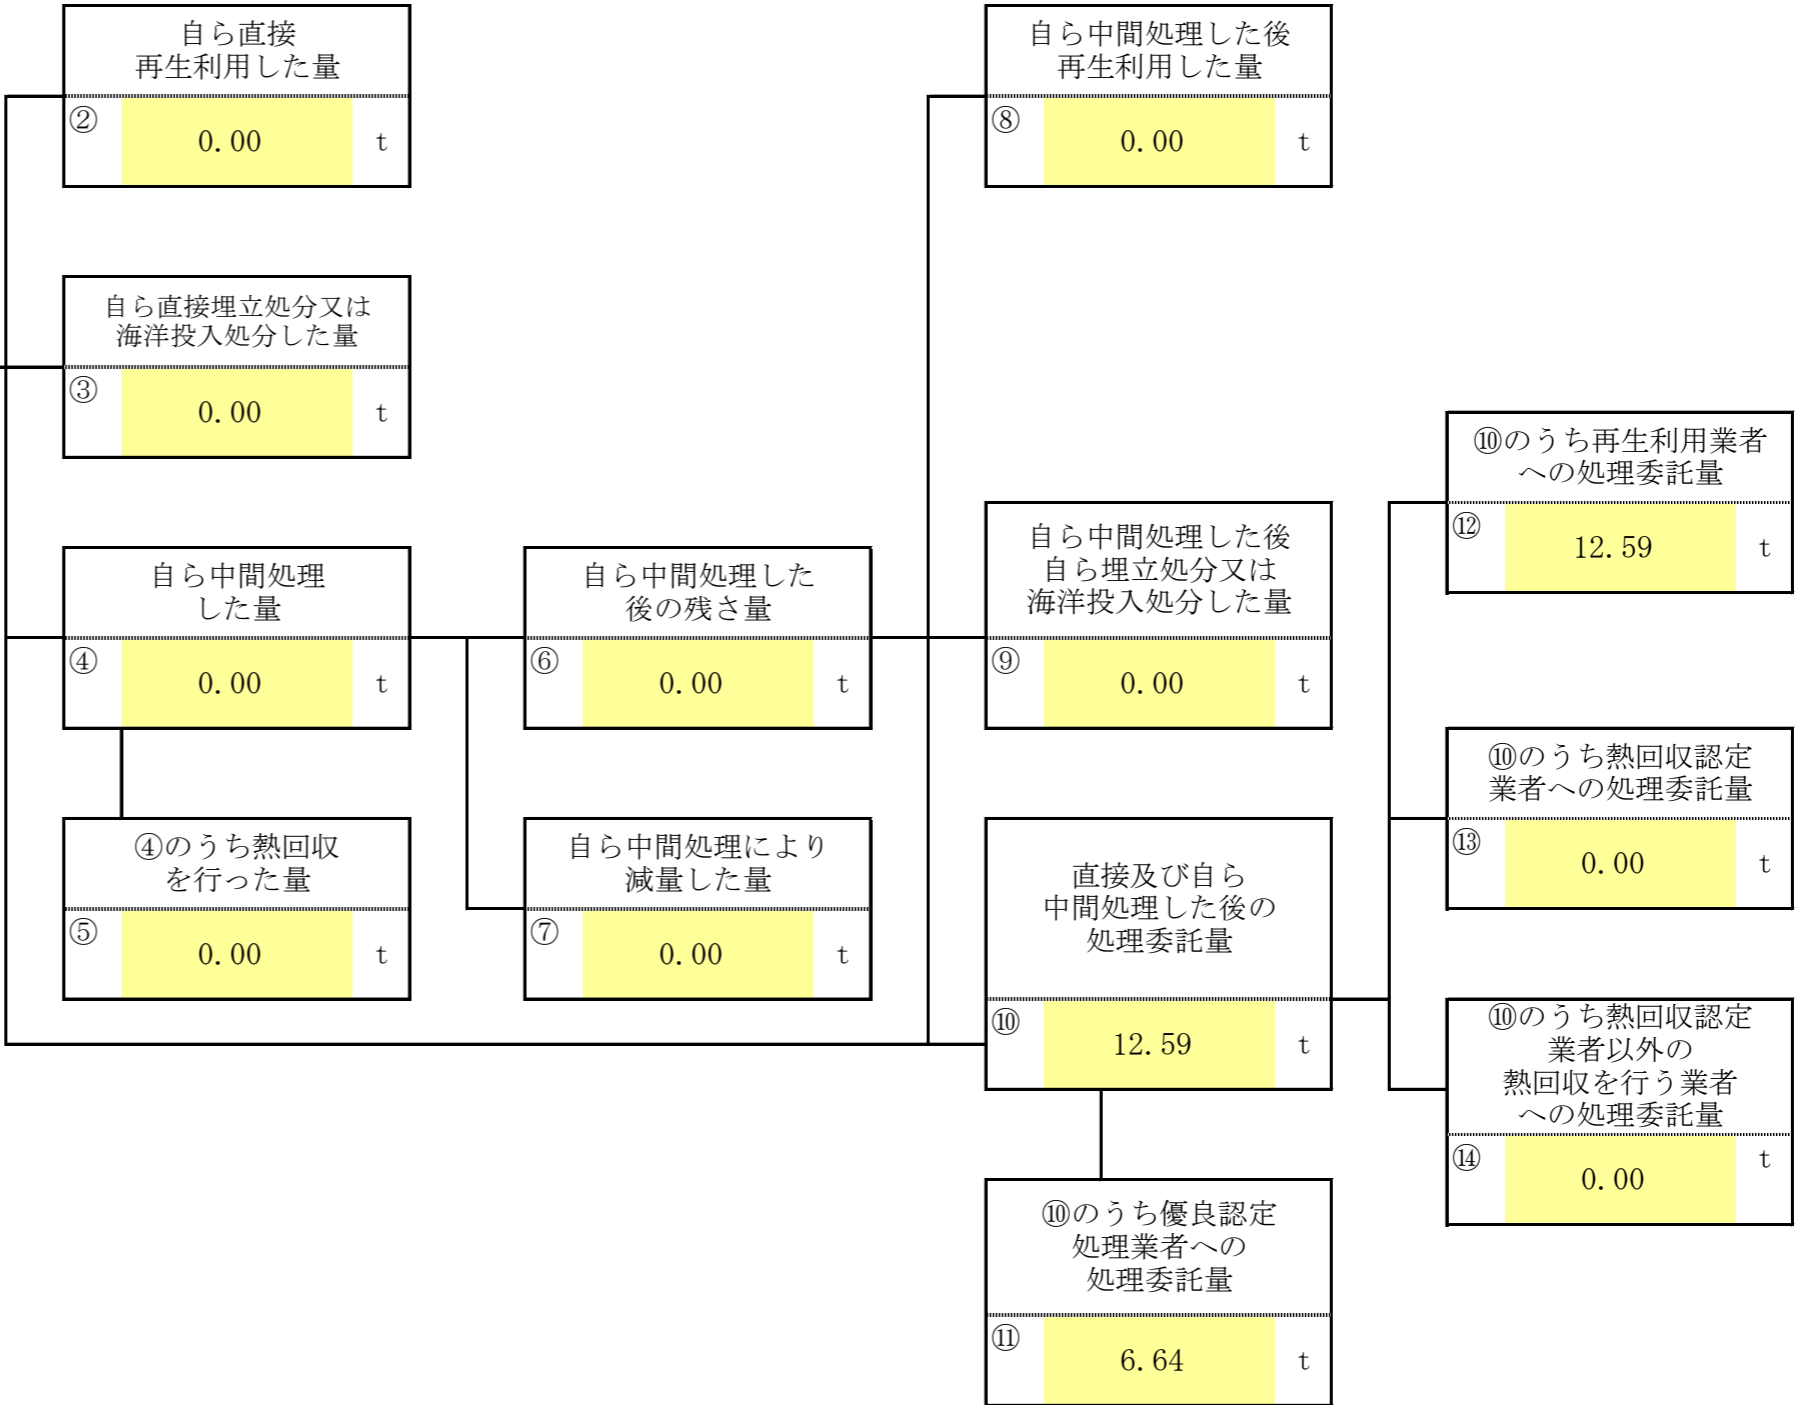 自ら直接
再生利用した量
② 0.00 t
自ら中間処理した後
再生利用した量
⑧ 0.00 t
自ら直接埋立処分又は
海洋投入処分した量
③ 0.00 t
⑩のうち再生利用業者
への処理委託量
⑫ 12.59 t
自ら中間処理
した量
④ 0.00 t
自ら中間処理した
後の残さ量
⑥ 0.00 t
自ら中間処理した後
自ら埋立処分又は
海洋投入処分した量
⑨ 0.00 t
⑩のうち熱回収認定
業者への処理委託量
⑬ 0.00 t
④のうち熱回収
を行った量
⑤ 0.00 t
自ら中間処理により
減量した量
⑦ 0.00 t
直接及び自ら
中間処理した後の
処理委託量
⑩ 12.59 t
⑩のうち熱回収認定
業者以外の
熱回収を行う業者
への処理委託量
⑭ 0.00 t
⑩のうち優良認定
処理業者への
処理委託量
⑪ 6.64 t